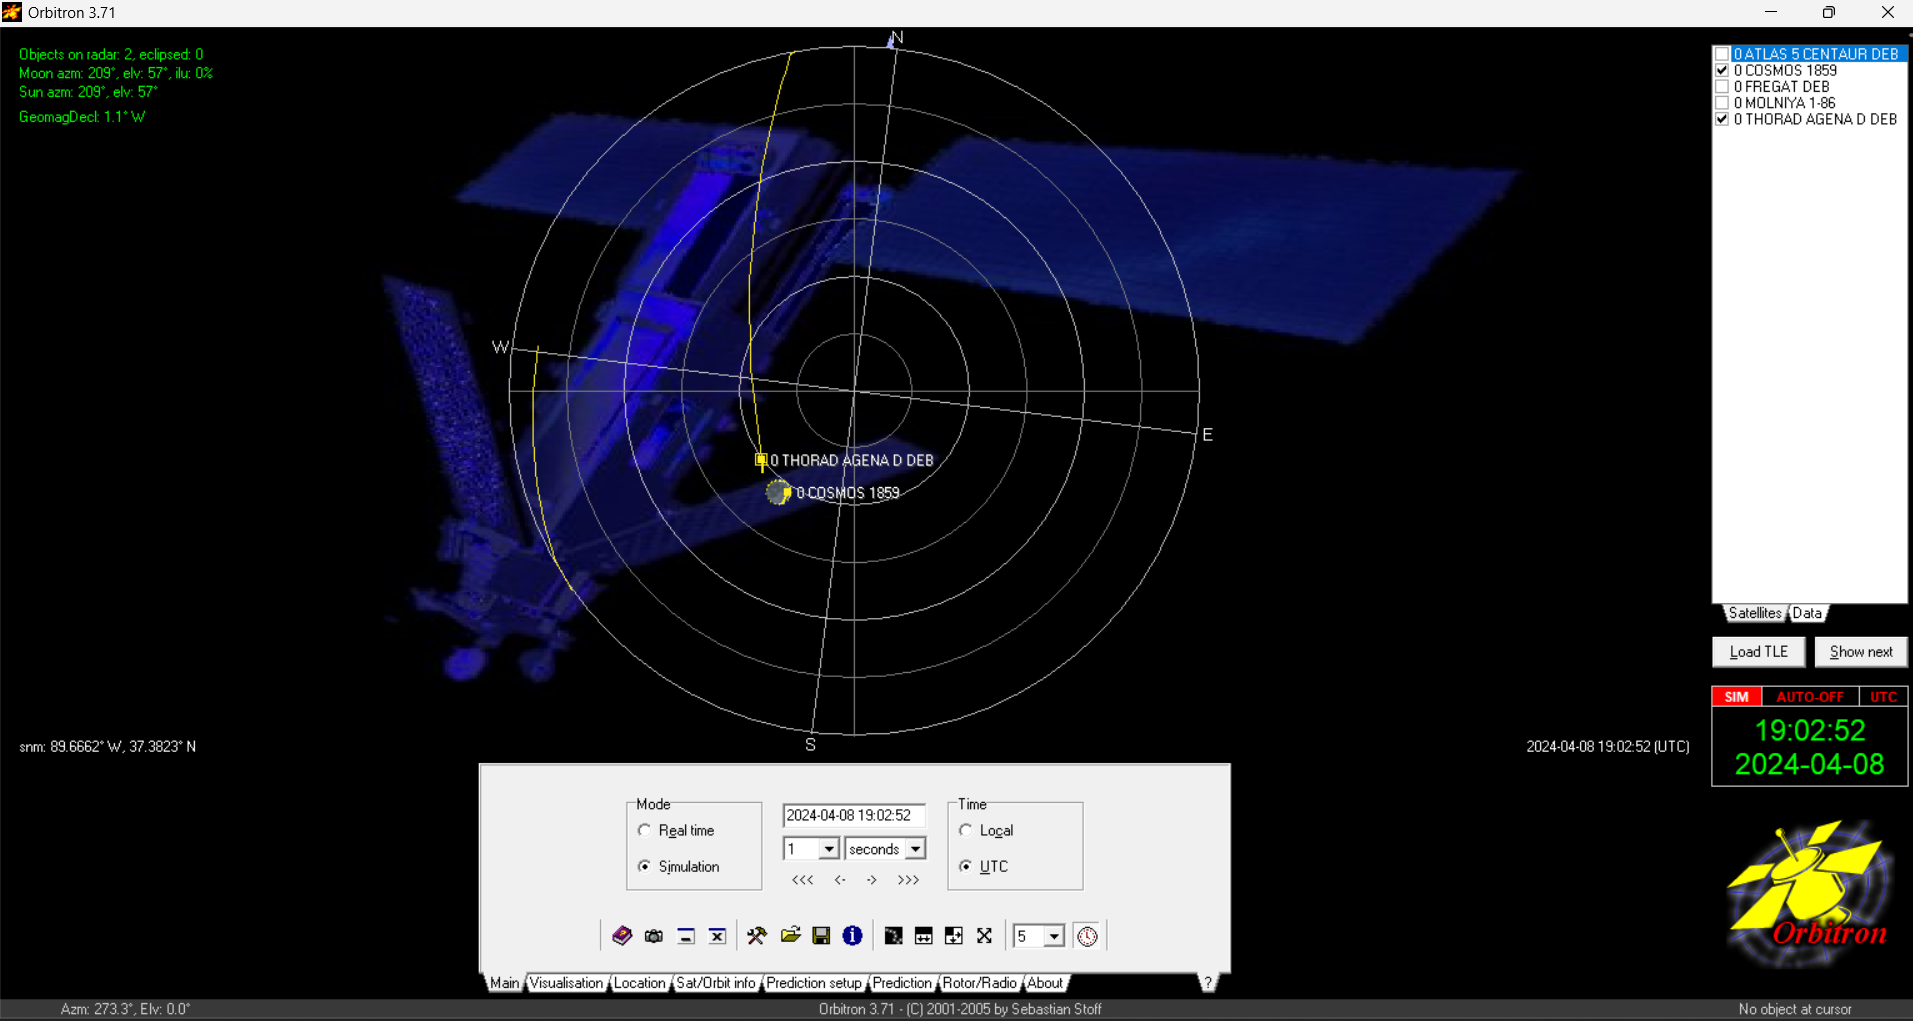 Orbitron 3.71
Objects on radar: 2, eclipsed: 0
Moon azm: 209°, elv: 57°, ilu: 0%
Sun azm: 209°, elv: 57°
GeomagDecl: 1.1° W
N
W
E
S
0 THORAD AGENA D DEB
0 COSMOS 1859
0 ATLAS 5 CENTAUR DEB
0 COSMOS 1859
0 FREGAT DEB
0 MOLNIYA 1-86
0 THORAD AGENA D DEB
Satellites Data
Load TLE Show next
SIM AUTO-OFF UTC
19:02:52
2024-04-08
snm: 89.6662° W, 37.3823° N
2024-04-08 19:02:52 (UTC)
Mode
Real time
Simulation
2024-04-08 19:02:52
1 seconds
<<< <- -> >>>
Time
Local
UTC
5
Main Visualisation Location Sat/Orbit info Prediction setup Prediction Rotor/Radio About ?
Orbitron
Azm: 273.3°, Elv: 0.0°
Orbitron 3.71 - (C) 2001-2005 by Sebastian Stoff
No object at cursor